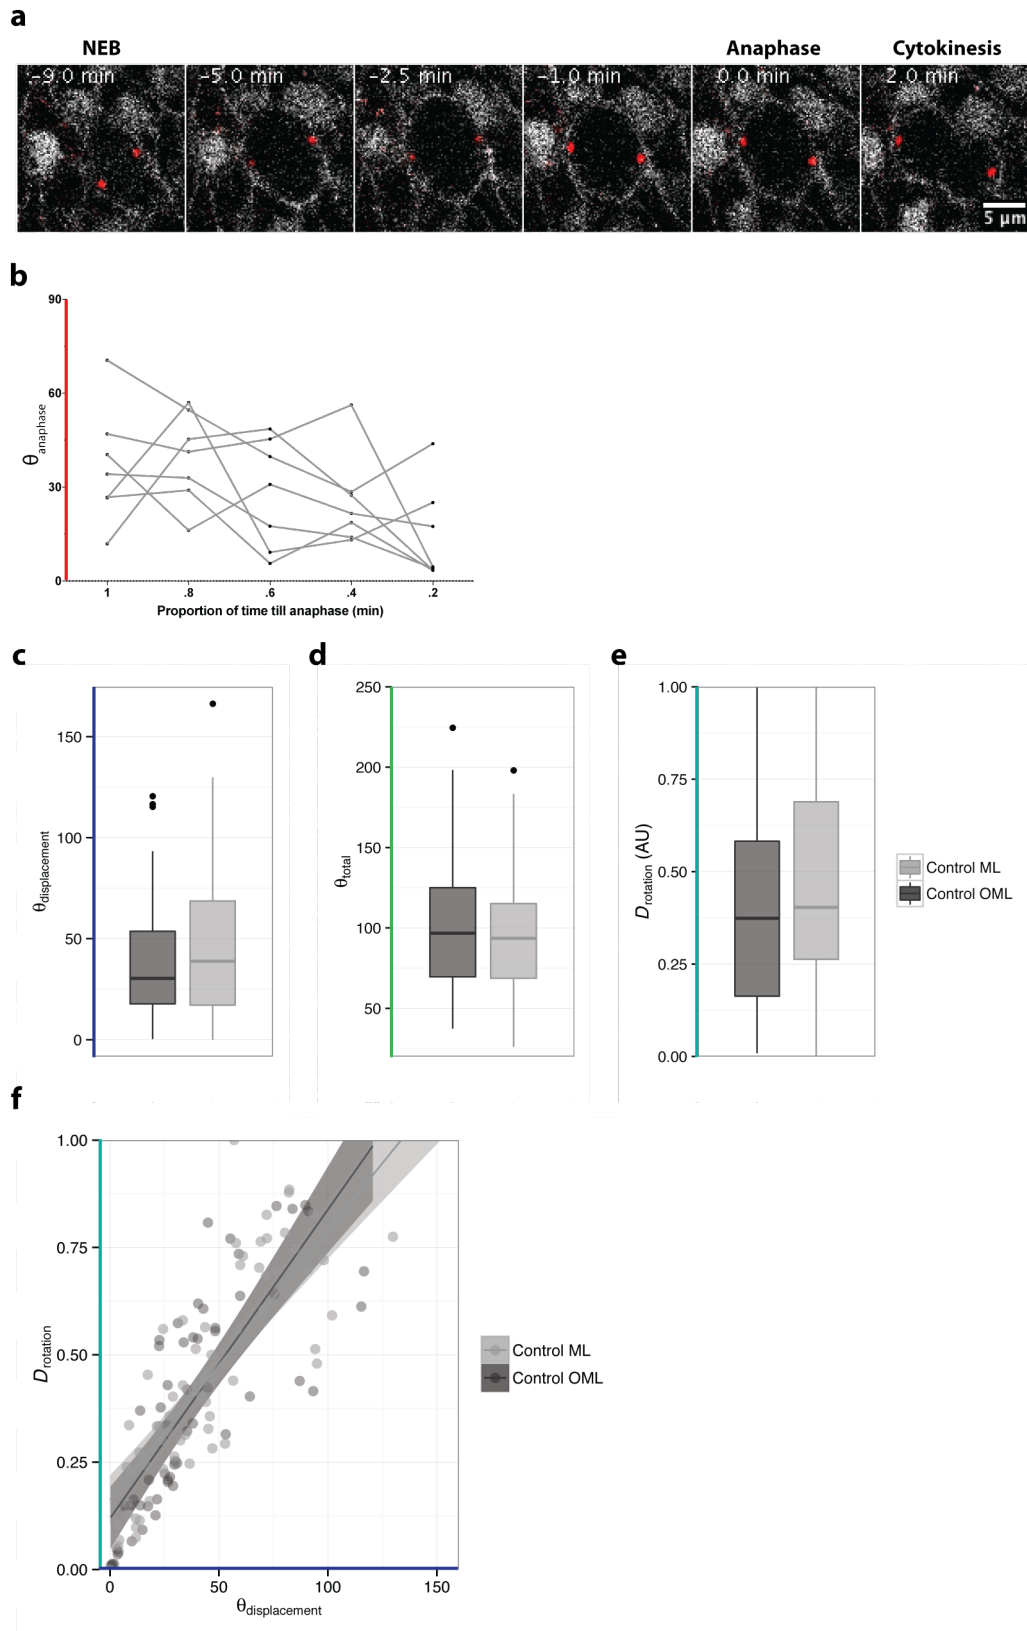 a
NEB Anaphase Cytokinesis
-9.0 min -5.0 min -2.5 min -1.0 min 0.0 min 2.0 min
5 µm
b
90
60
30
0
θanaphase
1 .8 .6 .4 .2
Proportion of time till anaphase (min)
c
150
100
50
0
θdisplacement
d
250
200
150
100
50
θtotal
e
1.00
0.75
0.50
0.25
0.00
Drotation (AU)
Control ML
Control OML
f
1.00
0.75
0.50
0.25
0.00
Drotation
0 50 100 150
θdisplacement
Control ML
Control OML